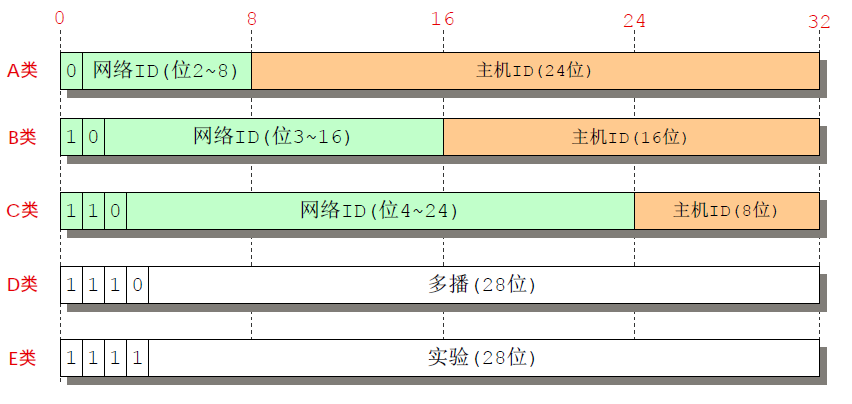 0 8 16 24 32
A类 0 网络ID(位2~8) 主机ID(24位)
B类 1 0 网络ID(位3~16) 主机ID(16位)
C类 1 1 0 网络ID(位4~24) 主机ID(8位)
D类 1 1 1 0 多播(28位)
E类 1 1 1 1 实验(28位)